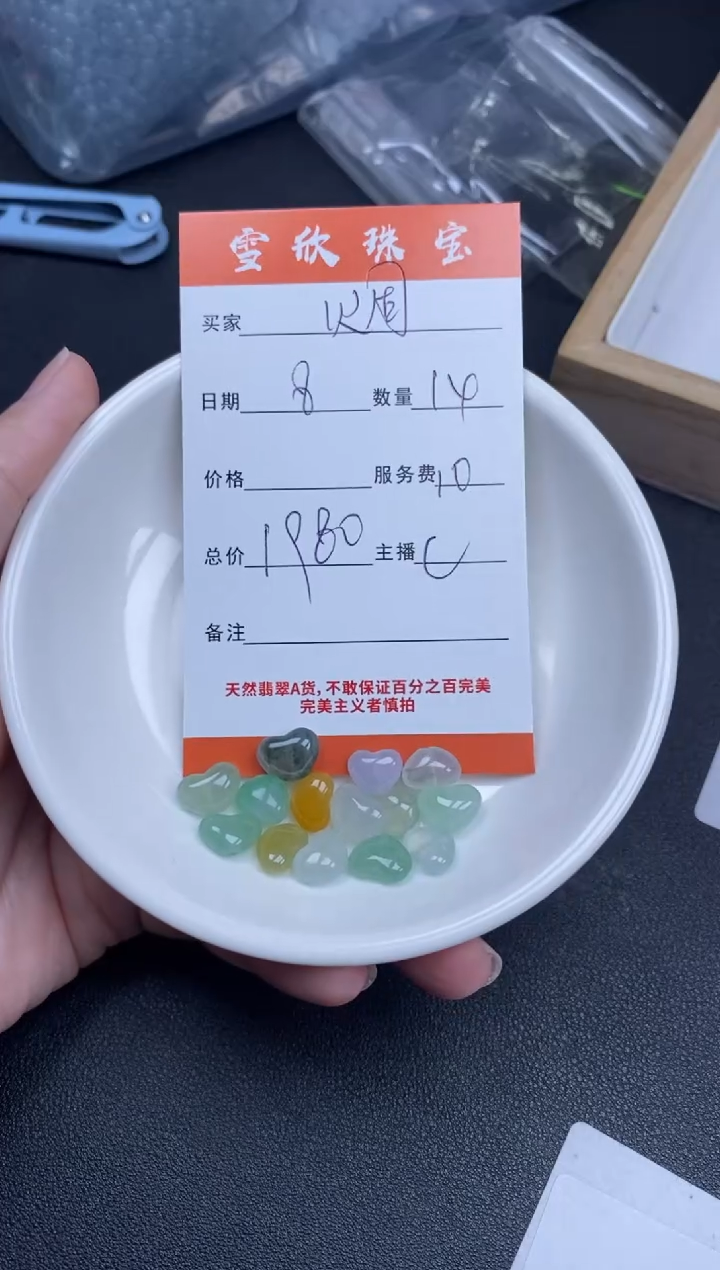 雪欣珠宝
买家 火周
日期 8 数量 14
价格 服务费 10
总价 1980 主播 C
备注
天然翡翠A货,不敢保证百分之百完美
完美主义者慎拍